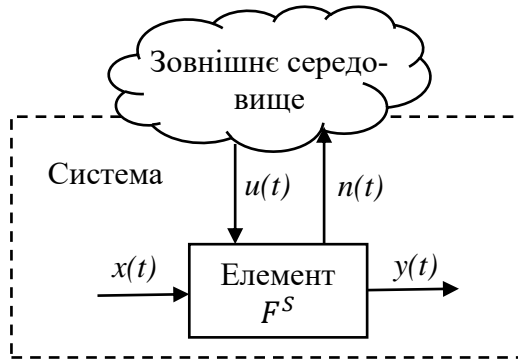 Зовнішнє середо-
вище
Система
u(t)
n(t)
x(t)
Елемент
F^S
y(t)